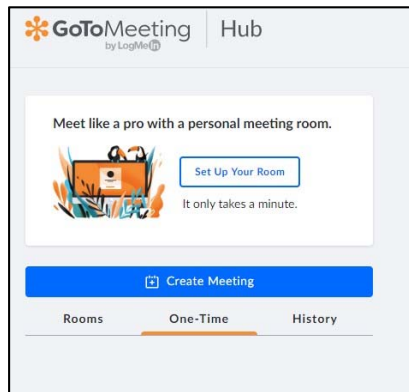 GoToMeeting Hub
by LogMeIn
Meet like a pro with a personal meeting room.
Set Up Your Room
It only takes a minute.
Create Meeting
Rooms One-Time History